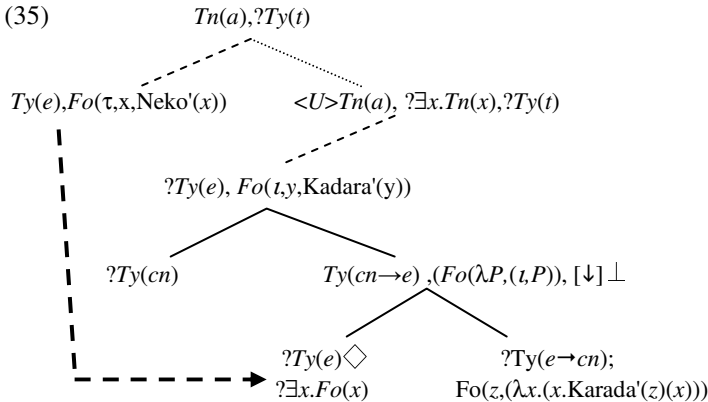 (35)
Tn(a),?Ty(t)
Ty(e),Fo(τ,x,Neko'(x)) <U>Tn(a), ?∃x.Tn(x),?Ty(t)
?Ty(e), Fo(ι,y,Kadara'(y))
?Ty(cn) Ty(cn→e) ,(Fo(λP,(ι,P)), [↓]⊥
?Ty(e)◇ ?Ty(e→cn);
?∃x.Fo(x) Fo(z,(λx.(x.Karada'(z)(x)))